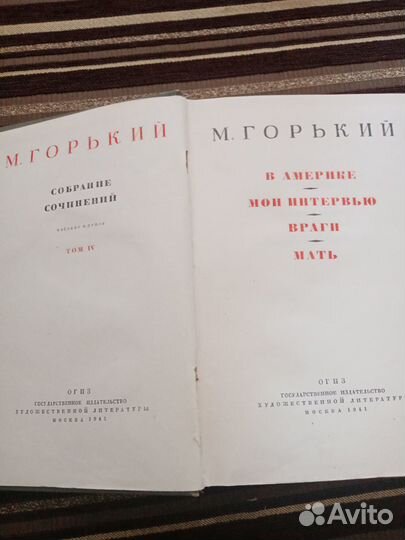 М. ГОРЬКИЙ
СОБРАНИЕ
СОЧИНЕНИЙ
ТОМ IV
ОГИЗ
ГОСУДАРСТВЕННОЕ ИЗДАТЕЛЬСТВО
ХУДОЖЕСТВЕННОЙ ЛИТЕРАТУРЫ
МОСКВА 1941
М. ГОРЬКИЙ
В АМЕРИКЕ
МОИ ИНТЕРВЬЮ
ВРАГИ
МАТЬ
ОГИЗ
ГОСУДАРСТВЕННОЕ ИЗДАТЕЛЬСТВО
ХУДОЖЕСТВЕННОЙ ЛИТЕРАТУРЫ
МОСКВА 1941
Avito